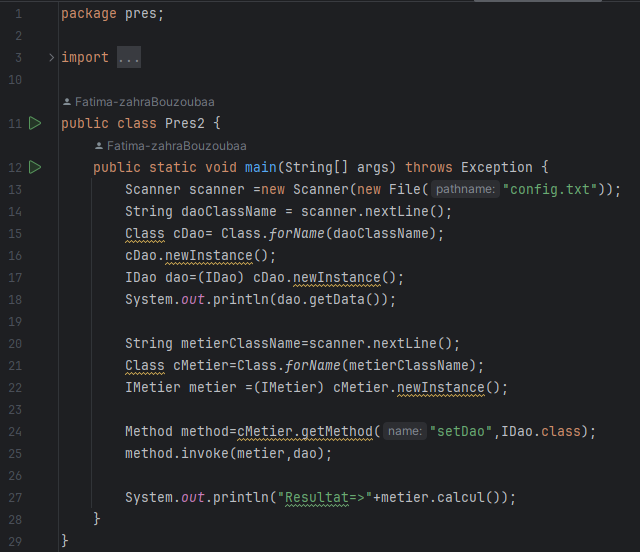 1 package pres;
2
3 import ...
10
Fatima-zahraBouzoubaa
11 public class Pres2 {
Fatima-zahraBouzoubaa
12 public static void main(String[] args) throws Exception {
13 Scanner scanner =new Scanner(new File( pathname: "config.txt"));
14 String daoClassName = scanner.nextLine();
15 Class cDao= Class.forName(daoClassName);
16 cDao.newInstance();
17 IDao dao=(IDao) cDao.newInstance();
18 System.out.println(dao.getData());
19
20 String metierClassName=scanner.nextLine();
21 Class cMetier=Class.forName(metierClassName);
22 IMetier metier =(IMetier) cMetier.newInstance();
23
24 Method method=cMetier.getMethod( name: "setDao",IDao.class);
25 method.invoke(metier,dao);
26
27 System.out.println("Resultat=>"+metier.calcul());
28 }
29 }